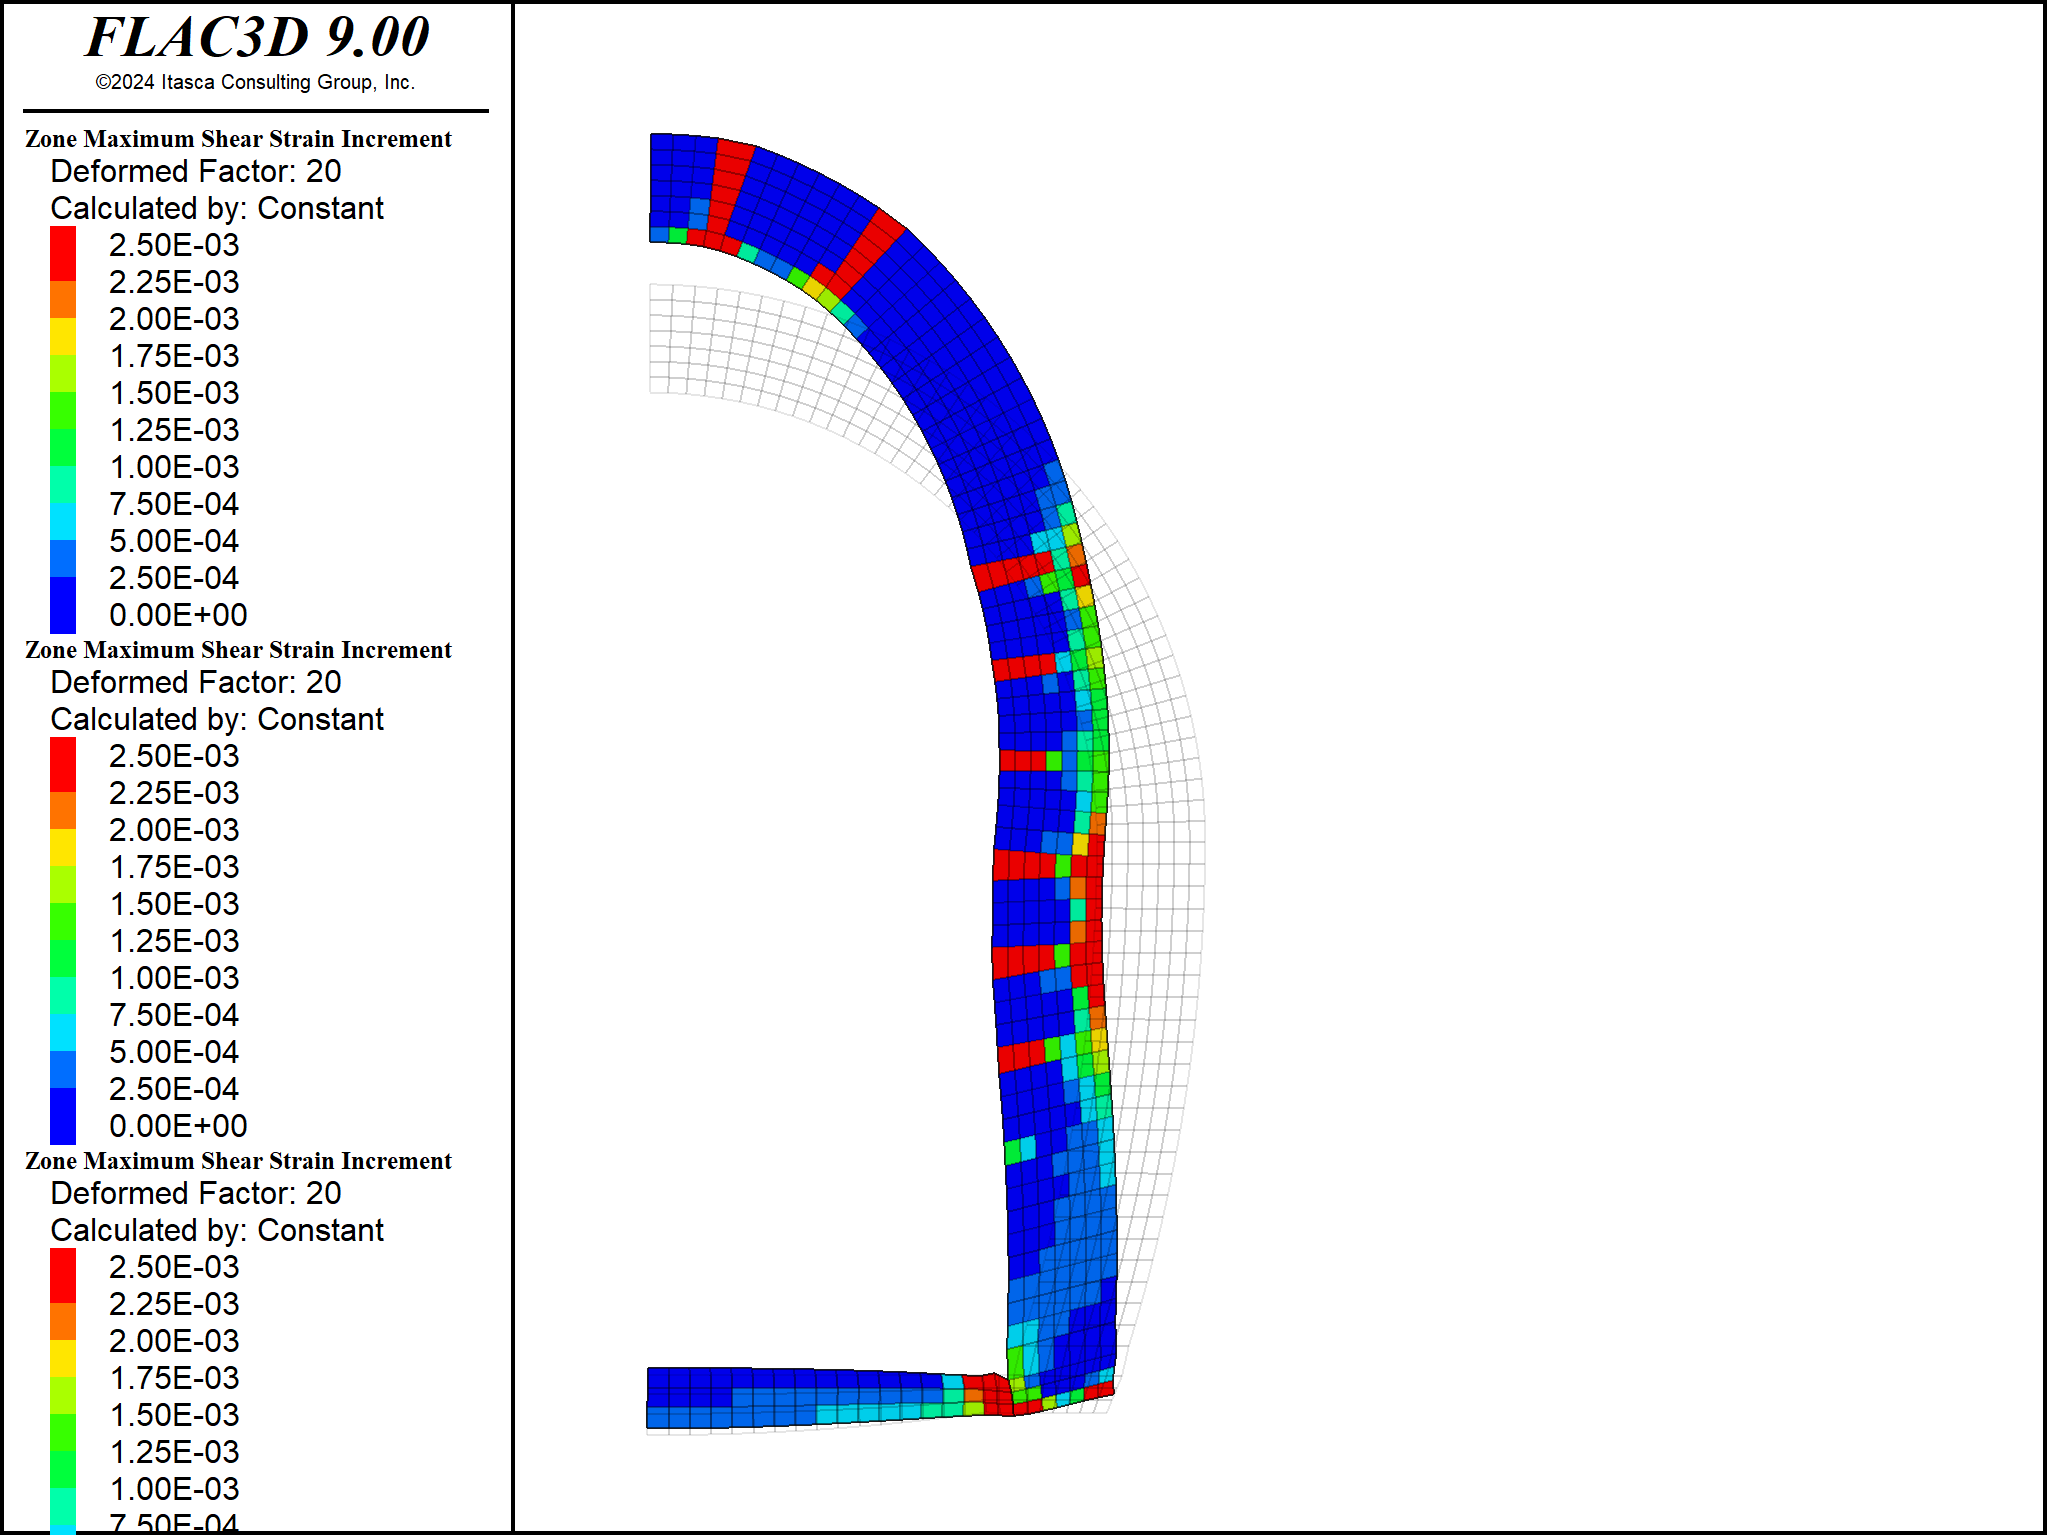 FLAC3D 9.00
©2024 Itasca Consulting Group, Inc.
Zone Maximum Shear Strain Increment
Deformed Factor: 20
Calculated by: Constant
2.50E-03
2.25E-03
2.00E-03
1.75E-03
1.50E-03
1.25E-03
1.00E-03
7.50E-04
5.00E-04
2.50E-04
0.00E+00
Zone Maximum Shear Strain Increment
Deformed Factor: 20
Calculated by: Constant
2.50E-03
2.25E-03
2.00E-03
1.75E-03
1.50E-03
1.25E-03
1.00E-03
7.50E-04
5.00E-04
2.50E-04
0.00E+00
Zone Maximum Shear Strain Increment
Deformed Factor: 20
Calculated by: Constant
2.50E-03
2.25E-03
2.00E-03
1.75E-03
1.50E-03
1.25E-03
1.00E-03
7.50E-04